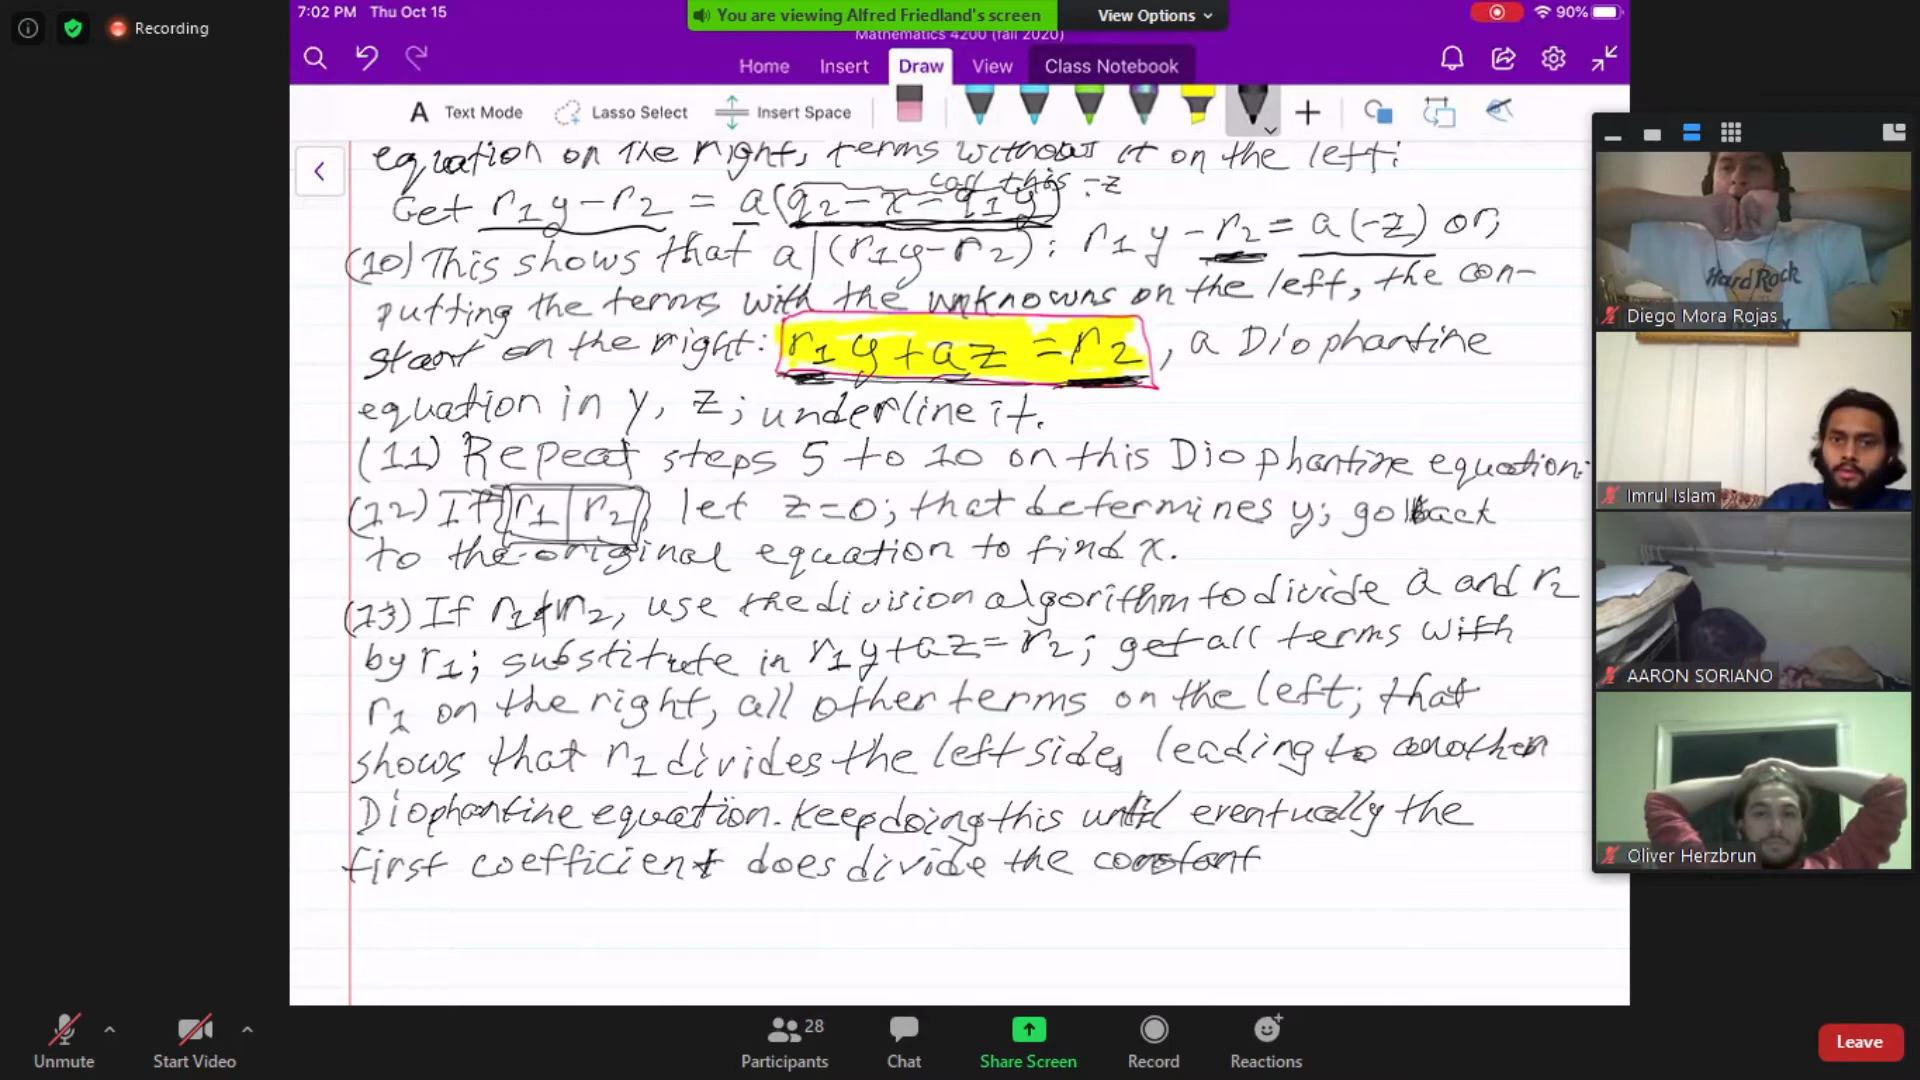 7:02 PM Thu Oct 15
You are viewing Alfred Friedland's screen
View Options
90%
Recording
Mathematics 4200 (fall 2020)
Home Insert Draw View Class Notebook
A Text Mode Lasso Select Insert Space
equation on the right, terms without it on the left:
call this -z
Get r₁y-r₂ = a(q₂-x-q₁y)
(10) This shows that a|(r₁y-r₂): r₁y-r₂=a(-z) or,
putting the terms with the unknowns on the left, the con-
stant on the right: r₁y+az=r₂, a Diophantine
equation in y, z; underline it.
(11) Repeat steps 5 to 10 on this Diophantine equation:
(12) If r₁|r₂, let z=0; that determines y; go back
to the original equation to find x.
(13) If r₁∤r₂, use the division algorithm to divide a and r₂
by r₁; substitute in r₁y+az=r₂; get all terms with
r₁ on the right, all other terms on the left; that
shows that r₁ divides the left side, leading to another
Diophantine equation. Keep doing this until eventually the
first coefficient does divide the constant
Hard Rock
Diego Mora Rojas
Imrul Islam
AARON SORIANO
Oliver Herzbrun
Unmute Start Video Participants 28 Chat Share Screen Record Reactions Leave